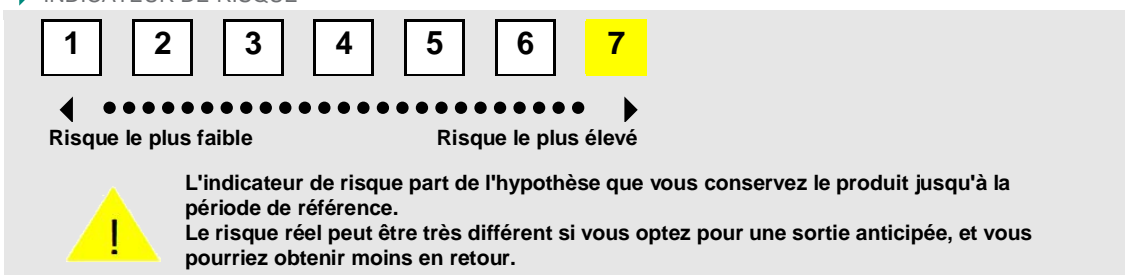 INDICATEUR DE RISQUE
1 2 3 4 5 6 7
Risque le plus faible Risque le plus élevé
L'indicateur de risque part de l'hypothèse que vous conservez le produit jusqu'à la
période de référence.
! Le risque réel peut être très différent si vous optez pour une sortie anticipée, et vous
pourriez obtenir moins en retour.